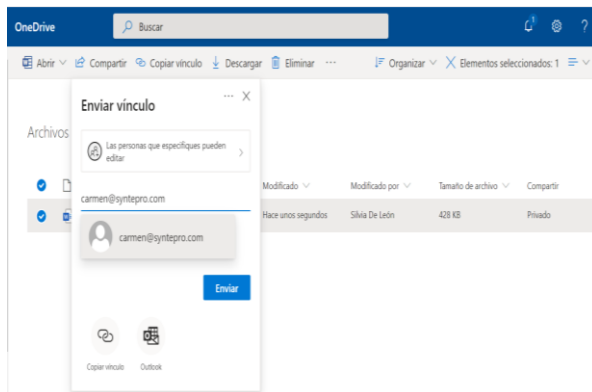 OneDrive
Buscar
?
Abrir Compartir Copiar vínculo Descargar Eliminar ··· Organizar Elementos seleccionados: 1
Enviar vínculo
Archivos
Las personas que especifiques pueden
editar
Modificado Modificado por Tamaño de archivo Compartir
carmen@syntepro.com
Hace unos segundos Silvia De León 428 KB Privado
carmen@syntepro.com
Enviar
Copiar vínculo Outlook